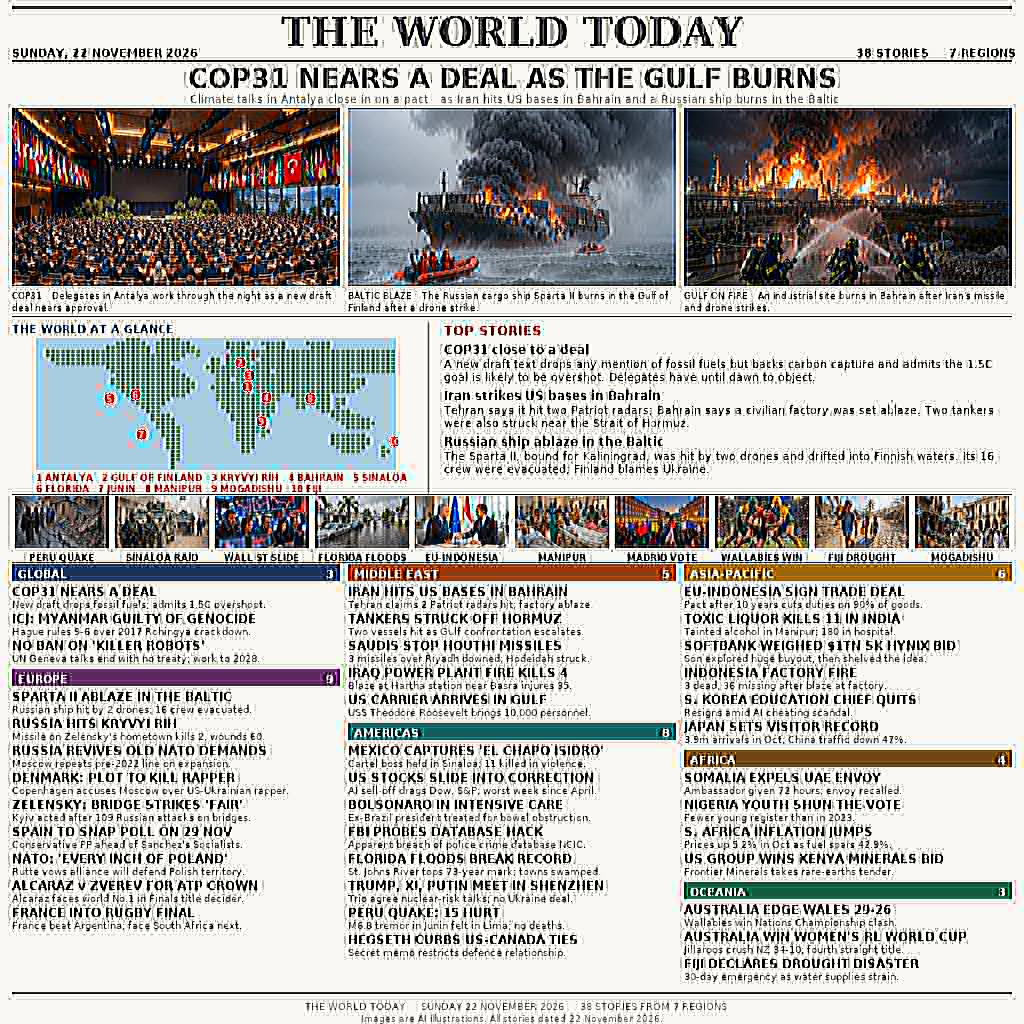 THE WORLD TODAY
SUNDAY, 22 NOVEMBER 2026
38 STORIES 7 REGIONS
COP31 NEARS A DEAL AS THE GULF BURNS
Climate talks in Antalya close in on a pact as Iran hits US bases in Bahrain and a Russian ship burns in the Baltic
COP31 Delegates in Antalya work through the night as a new draft
deal nears approval.
BALTIC BLAZE The Russian cargo ship Sparta II burns in the Gulf of
Finland after a drone strike.
GULF ON FIRE An industrial site burns in Bahrain after Iran's missile
and drone strikes.
THE WORLD AT A GLANCE
1 ANTALYA 2 GULF OF FINLAND 3 KRYVYI RIH 4 BAHRAIN 5 SINALOA
6 FLORIDA 7 JUNIN 8 MANIPUR 9 MOGADISHU 10 FIJI
TOP STORIES
COP31 close to a deal
A new draft text drops any mention of fossil fuels but backs carbon capture and admits the 1.5C
goal is likely to be overshot. Delegates have until dawn to object.
Iran strikes US bases in Bahrain
Tehran says it hit two Patriot radars; Bahrain says a civilian factory was set ablaze. Two tankers
were also struck near the Strait of Hormuz.
Russian ship ablaze in the Baltic
The Sparta II, bound for Kaliningrad, was hit by two drones and drifted into Finnish waters. Its 16
crew were evacuated; Finland blames Ukraine.
PERU QUAKE
SINALOA RAID
WALL ST SLIDE
FLORIDA FLOODS
EU-INDONESIA
MANIPUR
MADRID VOTE
WALLABIES WIN
FIJI DROUGHT
MOGADISHU
GLOBAL 3
COP31 NEARS A DEAL
New draft drops fossil fuels; admits 1.5C overshot.
ICJ: MYANMAR GUILTY OF GENOCIDE
Hague rules 9-6 over 2017 Rohingya crackdown.
NO BAN ON 'KILLER ROBOTS'
UN Geneva talks end with no treaty; work to 2028.
EUROPE 9
SPARTA II ABLAZE IN THE BALTIC
Russian ship hit by 2 drones; 16 crew evacuated.
RUSSIA HITS KRYVYI RIH
Missile on Zelensky's hometown kills 2, wounds 60.
RUSSIA REVIVES OLD NATO DEMANDS
Moscow repeats pre-2022 line on expansion.
DENMARK: PLOT TO KILL RAPPER
Copenhagen accuses Moscow over US-Ukrainian rapper.
ZELENSKY: BRIDGE STRIKES 'FAIR'
Kyiv acted after 109 Russian attacks on bridges.
SPAIN TO SNAP POLL ON 29 NOV
Conservative PP ahead of Sanchez's Socialists.
NATO: 'EVERY INCH OF POLAND'
Rutte vows alliance will defend Polish territory.
ALCARAZ V ZVEREV FOR ATP CROWN
Alcaraz faces world No.1 in Finals title decider.
FRANCE INTO RUGBY FINAL
France beat Argentina; face South Africa next.
MIDDLE EAST 5
IRAN HITS US BASES IN BAHRAIN
Tehran claims 2 Patriot radars hit; factory ablaze.
TANKERS STRUCK OFF HORMUZ
Two vessels hit as Gulf confrontation escalates.
SAUDIS STOP HOUTHI MISSILES
3 missiles over Riyadh downed; Hodeidah struck.
IRAQ POWER PLANT FIRE KILLS 4
Blaze at Hartha station near Basra injures 95.
US CARRIER ARRIVES IN GULF
USS Theodore Roosevelt brings 10,000 personnel.
AMERICAS 8
MEXICO CAPTURES 'EL CHAPO ISIDRO'
Cartel boss held in Sinaloa; 11 killed in violence.
US STOCKS SLIDE INTO CORRECTION
AI sell-off drags Dow, S&P; worst week since April.
BOLSONARO IN INTENSIVE CARE
Ex-Brazil president treated for bowel obstruction.
FBI PROBES DATABASE HACK
Apparent breach of police crime database NCIC.
FLORIDA FLOODS BREAK RECORD
St. Johns River tops 73-year mark; towns swamped.
TRUMP, XI, PUTIN MEET IN SHENZHEN
Trio agree nuclear-risk talks; no Ukraine deal.
PERU QUAKE: 15 HURT
M6.8 tremor in Junin felt in Lima; no deaths.
HEGSETH CURBS US-CANADA TIES
Secret memo restricts defence relationship.
ASIA-PACIFIC 6
EU-INDONESIA SIGN TRADE DEAL
Pact after 10 years cuts duties on 90% of goods.
TOXIC LIQUOR KILLS 11 IN INDIA
Tainted alcohol in Manipur; 180 in hospital.
SOFTBANK WEIGHED $1TN SK HYNIX BID
Son explored huge buyout, then shelved the idea.
INDONESIA FACTORY FIRE
3 dead, 36 missing after blaze at factory.
S. KOREA EDUCATION CHIEF QUITS
Resigns amid AI cheating scandal.
JAPAN SETS VISITOR RECORD
3.9m arrivals in Oct; China traffic down 47%.
AFRICA 4
SOMALIA EXPELS UAE ENVOY
Ambassador given 72 hours; envoy recalled.
NIGERIA YOUTH SHUN THE VOTE
Fewer young register than in 2023.
S. AFRICA INFLATION JUMPS
Prices up 5.2% in Oct as fuel soars 42.9%.
US GROUP WINS KENYA MINERALS BID
Frontier Minerals takes rare-earths tender.
OCEANIA 3
AUSTRALIA EDGE WALES 29-26
Wallabies win Nations Championship clash.
AUSTRALIA WIN WOMEN'S RL WORLD CUP
Jillaroos crush NZ 34-10, fourth straight title.
FIJI DECLARES DROUGHT DISASTER
30-day emergency as water supplies strain.
THE WORLD TODAY SUNDAY 22 NOVEMBER 2026 38 STORIES FROM 7 REGIONS
Images are AI illustrations. All stories dated 22 November 2026.